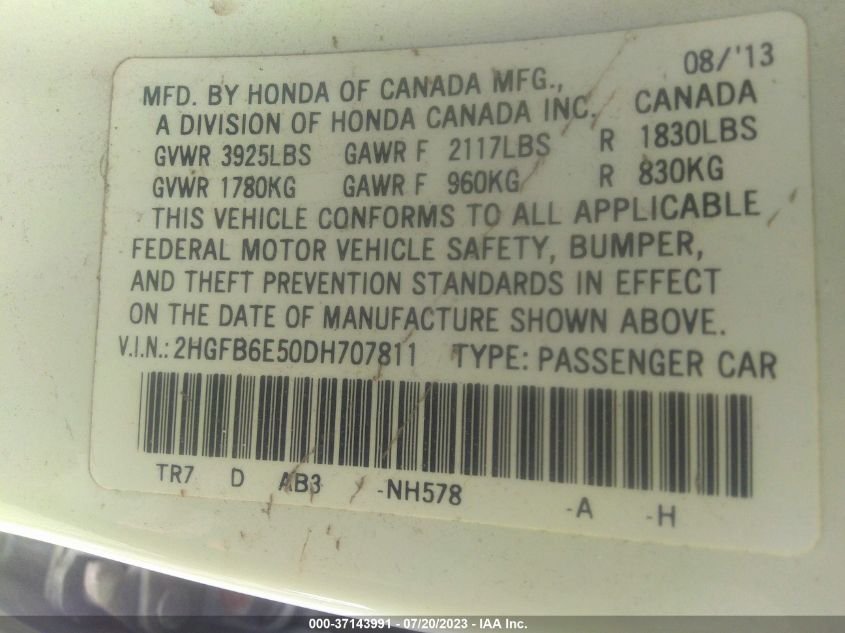 08/'13
MFD. BY HONDA OF CANADA MFG.,
A DIVISION OF HONDA CANADA INC, CANADA
GVWR 3925LBS GAWR F 2117LBS R 1830LBS
GVWR 1780KG GAWR F 960KG R 830KG
THIS VEHICLE CONFORMS TO ALL APPLICABLE
FEDERAL MOTOR VEHICLE SAFETY, BUMPER,
AND THEFT PREVENTION STANDARDS IN EFFECT
ON THE DATE OF MANUFACTURE SHOWN ABOVE.
V.I.N.: 2HGFB6E50DH707811 TYPE: PASSENGER CAR
TR7 D AB3 -NH578 -A -H
000-37143991 - 07/20/2023 - IAA Inc.